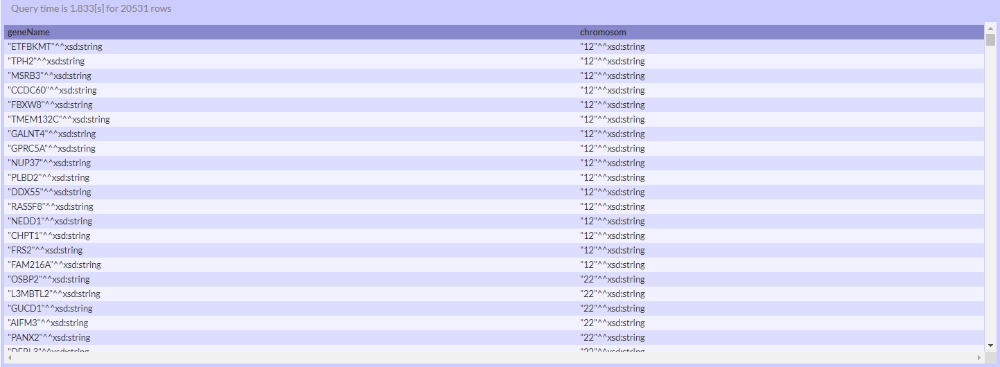 Query time is 1.833[s] for 20531 rows
geneName chromosom
"ETFBKMT"^^xsd:string "12"^^xsd:string
"TPH2"^^xsd:string "12"^^xsd:string
"MSRB3"^^xsd:string "12"^^xsd:string
"CCDC60"^^xsd:string "12"^^xsd:string
"FBXW8"^^xsd:string "12"^^xsd:string
"TMEM132C"^^xsd:string "12"^^xsd:string
"GALNT4"^^xsd:string "12"^^xsd:string
"GPRC5A"^^xsd:string "12"^^xsd:string
"NUP37"^^xsd:string "12"^^xsd:string
"PLBD2"^^xsd:string "12"^^xsd:string
"DDX55"^^xsd:string "12"^^xsd:string
"RASSF8"^^xsd:string "12"^^xsd:string
"NEDD1"^^xsd:string "12"^^xsd:string
"CHPT1"^^xsd:string "12"^^xsd:string
"FRS2"^^xsd:string "12"^^xsd:string
"FAM216A"^^xsd:string "12"^^xsd:string
"OSBP2"^^xsd:string "22"^^xsd:string
"L3MBTL2"^^xsd:string "22"^^xsd:string
"GUCD1"^^xsd:string "22"^^xsd:string
"AIFM3"^^xsd:string "22"^^xsd:string
"PANX2"^^xsd:string "22"^^xsd:string